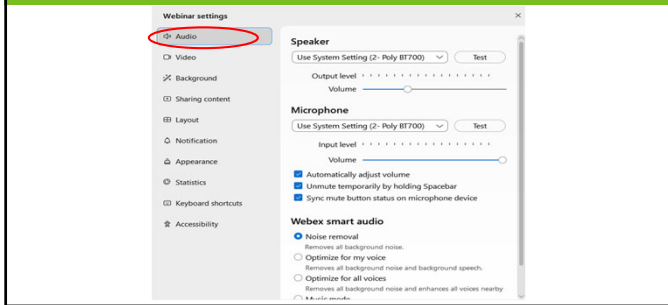 Webinar settings
Audio
Video
Background
Sharing content
Layout
Notification
Appearance
Statistics
Keyboard shortcuts
Accessibility
Speaker
Use System Setting (2- Poly BT700)
Test
Output level
Volume
Microphone
Use System Setting (2- Poly BT700)
Test
Input level
Volume
Automatically adjust volume
Unmute temporarily by holding Spacebar
Sync mute button status on microphone device
Webex smart audio
Noise removal
Removes all background noise.
Optimize for my voice
Removes all background noise and background speech.
Optimize for all voices
Removes all background noise and enhances all voices nearby
Music mode